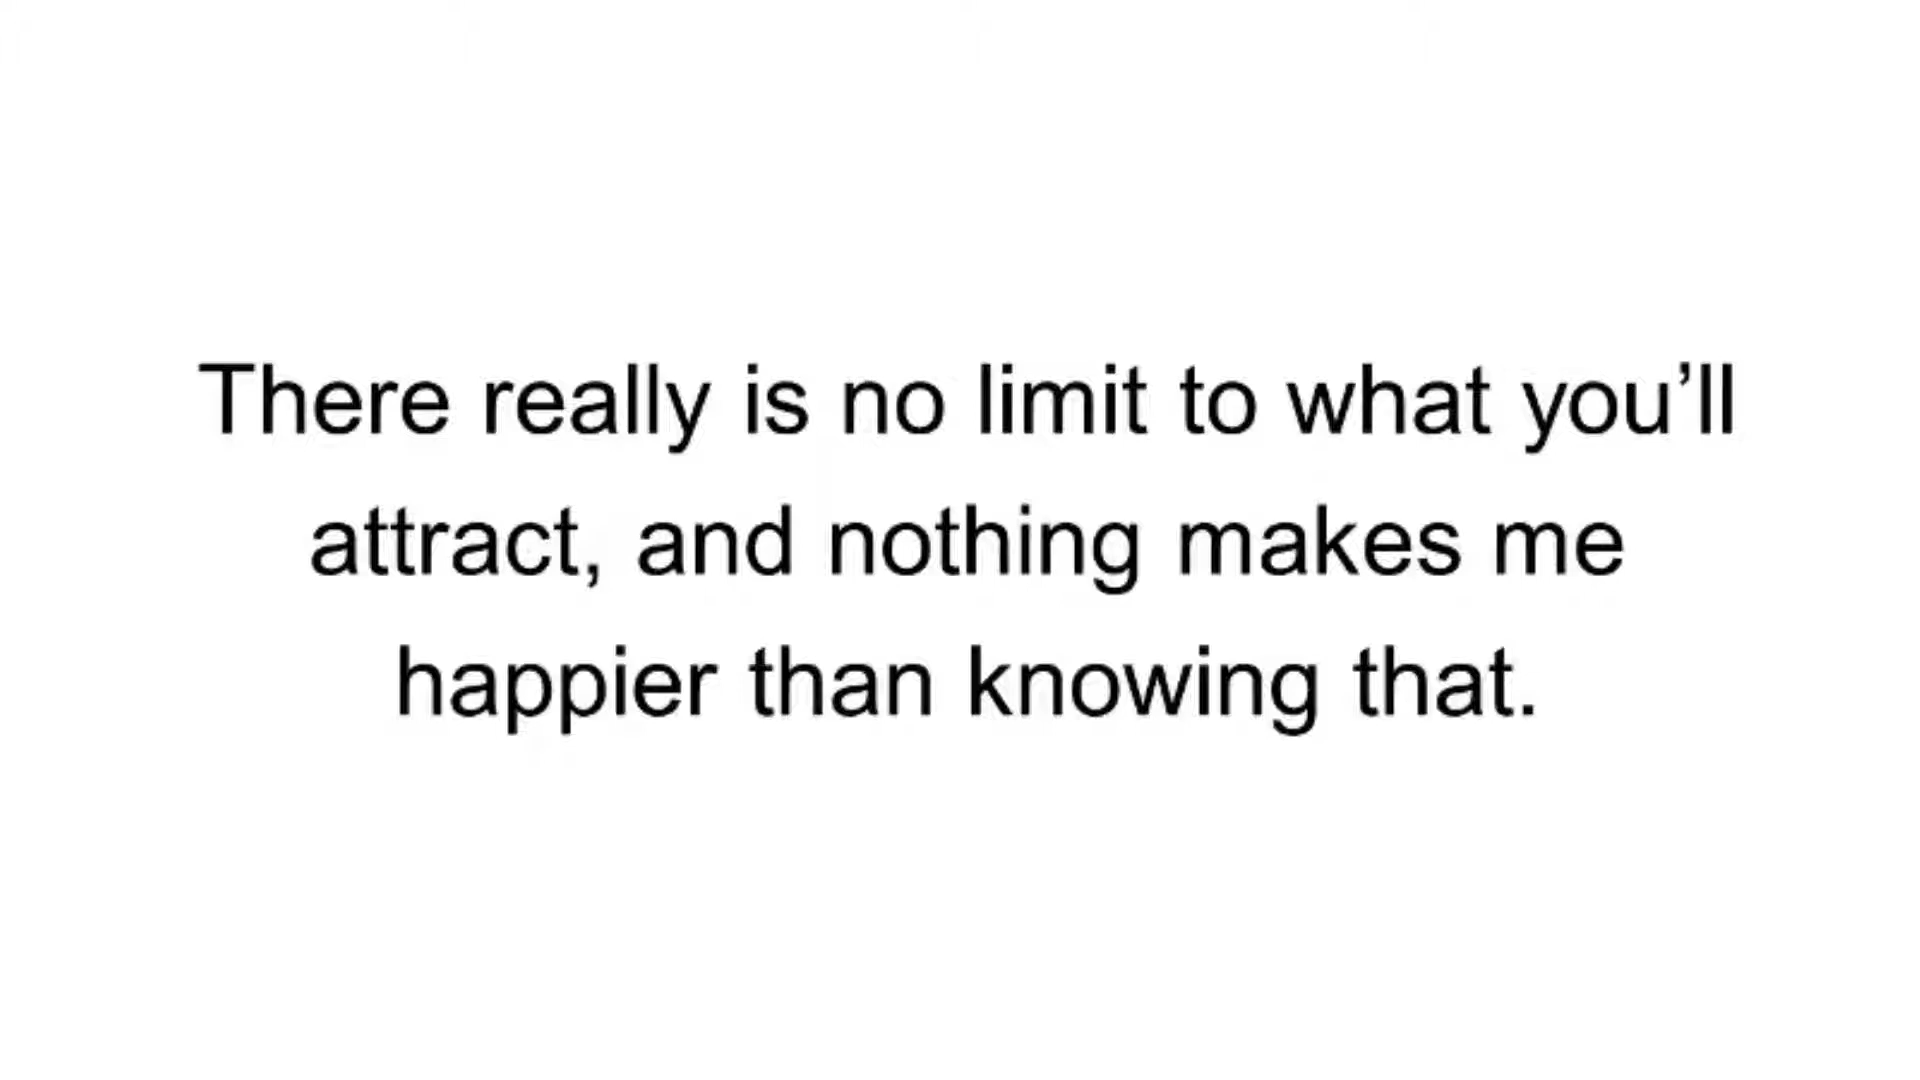 There really is no limit to what you’ll
attract, and nothing makes me
happier than knowing that.